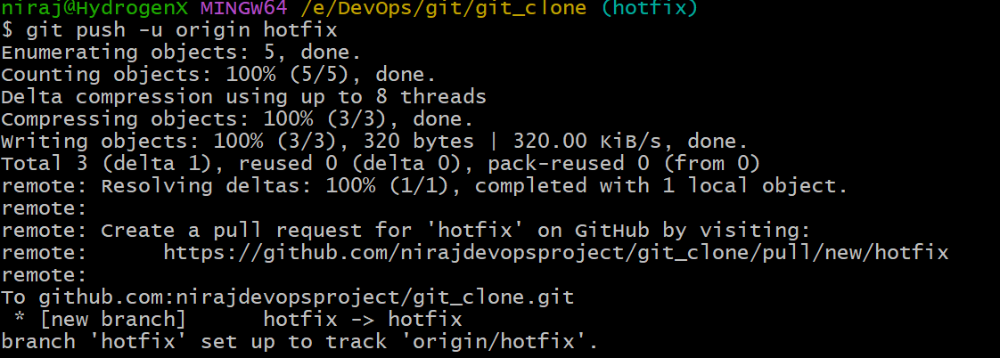 niraj@HydrogenX MINGW64 /e/DevOps/git/git_clone (hotfix)
$ git push -u origin hotfix
Enumerating objects: 5, done.
Counting objects: 100% (5/5), done.
Delta compression using up to 8 threads
Compressing objects: 100% (3/3), done.
Writing objects: 100% (3/3), 320 bytes | 320.00 KiB/s, done.
Total 3 (delta 1), reused 0 (delta 0), pack-reused 0 (from 0)
remote: Resolving deltas: 100% (1/1), completed with 1 local object.
remote:
remote: Create a pull request for 'hotfix' on GitHub by visiting:
remote:      https://github.com/nirajdevopsproject/git_clone/pull/new/hotfix
remote:
To github.com:nirajdevopsproject/git_clone.git
 * [new branch]      hotfix -> hotfix
branch 'hotfix' set up to track 'origin/hotfix'.